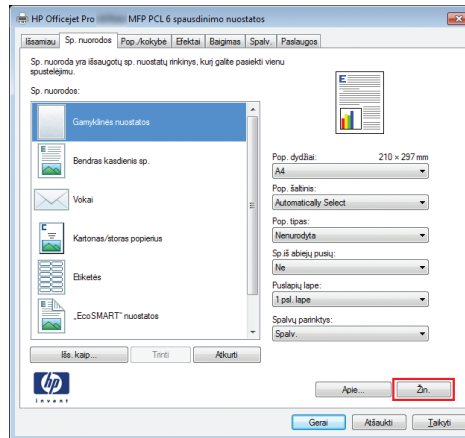 HP Officejet Pro MFP PCL 6 spausdinimo nuostatos
Išsamiau Sp. nuorodos Pop./kokybė Efektai Baigimas Spalv. Paslaugos
Sp. nuoroda yra išsaugotų sp. nuostatų rinkinys, kurį galite pasiekti vienu
spustelėjimu.
Sp. nuorodos:
Gamyklinės nuostatos
Bendras kasdienis sp.
Vokai
Kartonas/storas popierius
Etiketės
„EcoSMART“ nuostatos
Išs. kaip... Trinti Atkurti
E
Pop. dydžiai: 210 × 297 mm
A4
Pop. šaltinis:
Automatically Select
Pop. tipas:
Nenurodyta
Sp.iš abiejų pusių:
Ne
Puslapių lape:
1 psl. lape
Spalvų parinktys:
Spalv.
hp
invent
Apie... Žin.
Gerai Atšaukti Taikyti